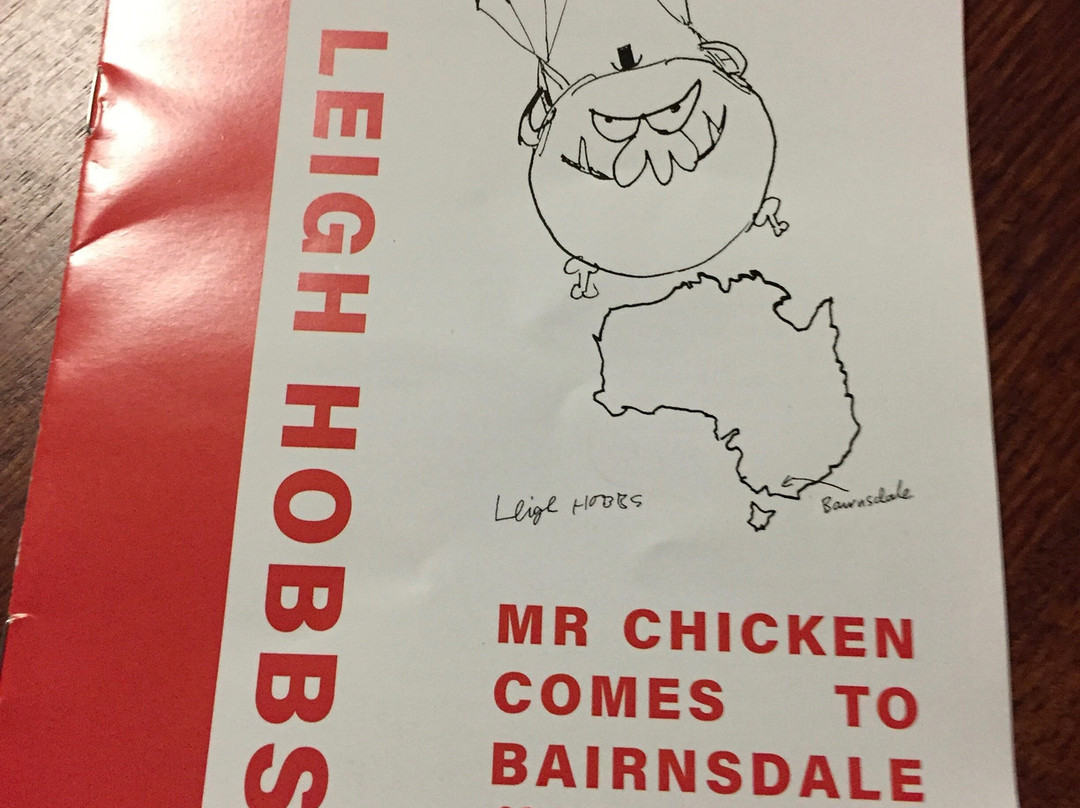 LEIGH HOBBS
Leigh HOBBS
Bairnsdale
MR CHICKEN
COMES TO
BAIRNSDALE